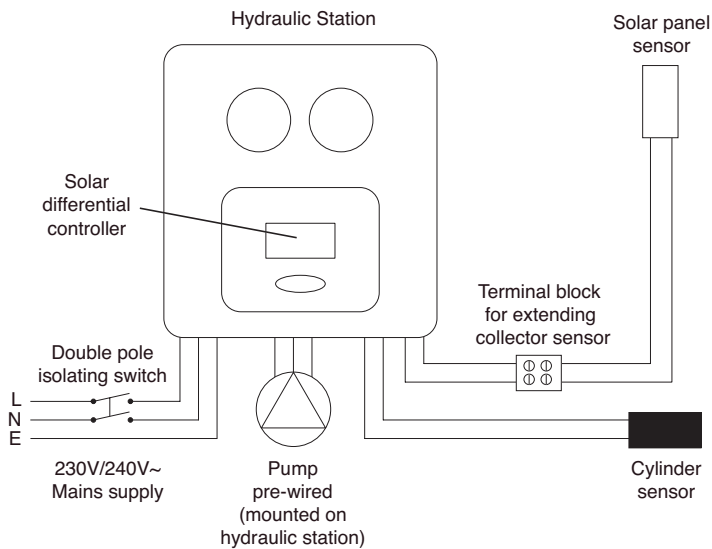 Hydraulic Station
Solar panel
sensor
Solar
differential
controller
Terminal block
for extending
collector sensor
Double pole
isolating switch
L
N
E
230V/240V~
Mains supply
Pump
pre-wired
(mounted on
hydraulic station)
Cylinder
sensor